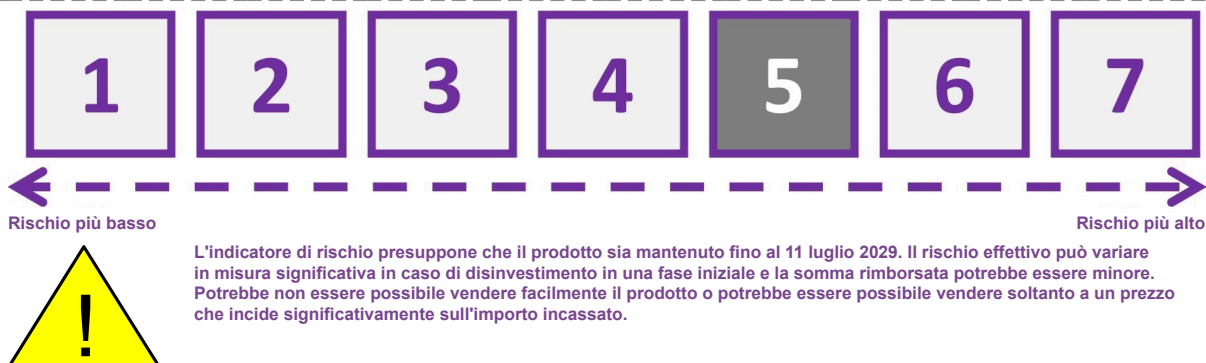 1 2 3 4 5 6 7
Rischio più basso Rischio più alto
L'indicatore di rischio presuppone che il prodotto sia mantenuto fino al 11 luglio 2029. Il rischio effettivo può variare
in misura significativa in caso di disinvestimento in una fase iniziale e la somma rimborsata potrebbe essere minore.
Potrebbe non essere possibile vendere facilmente il prodotto o potrebbe essere possibile vendere soltanto a un prezzo
che incide significativamente sull'importo incassato.
!